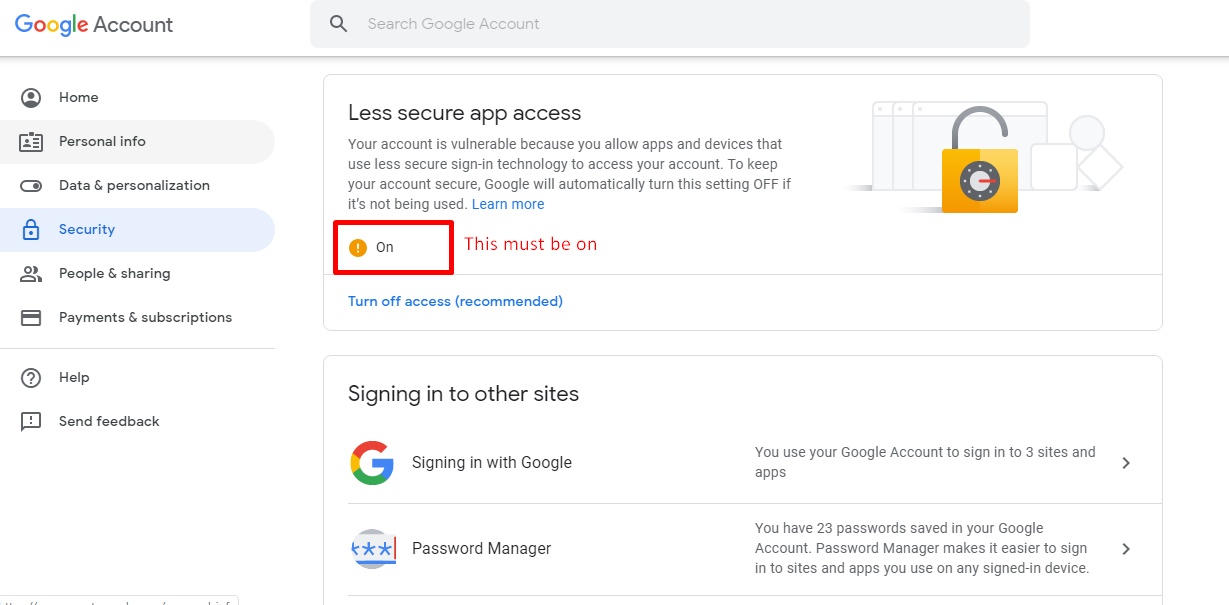 Google Account
Search Google Account
Home
Personal info
Data & personalization
Security
People & sharing
Payments & subscriptions
Help
Send feedback
Less secure app access
Your account is vulnerable because you allow apps and devices that
use less secure sign-in technology to access your account. To keep
your account secure, Google will automatically turn this setting OFF if
it's not being used. Learn more
! On
This must be on
Turn off access (recommended)
Signing in to other sites
Signing in with Google
You use your Google Account to sign in to 3 sites and
apps
***
Password Manager
You have 23 passwords saved in your Google
Account. Password Manager makes it easier to sign
in to sites and apps you use on any signed-in device.